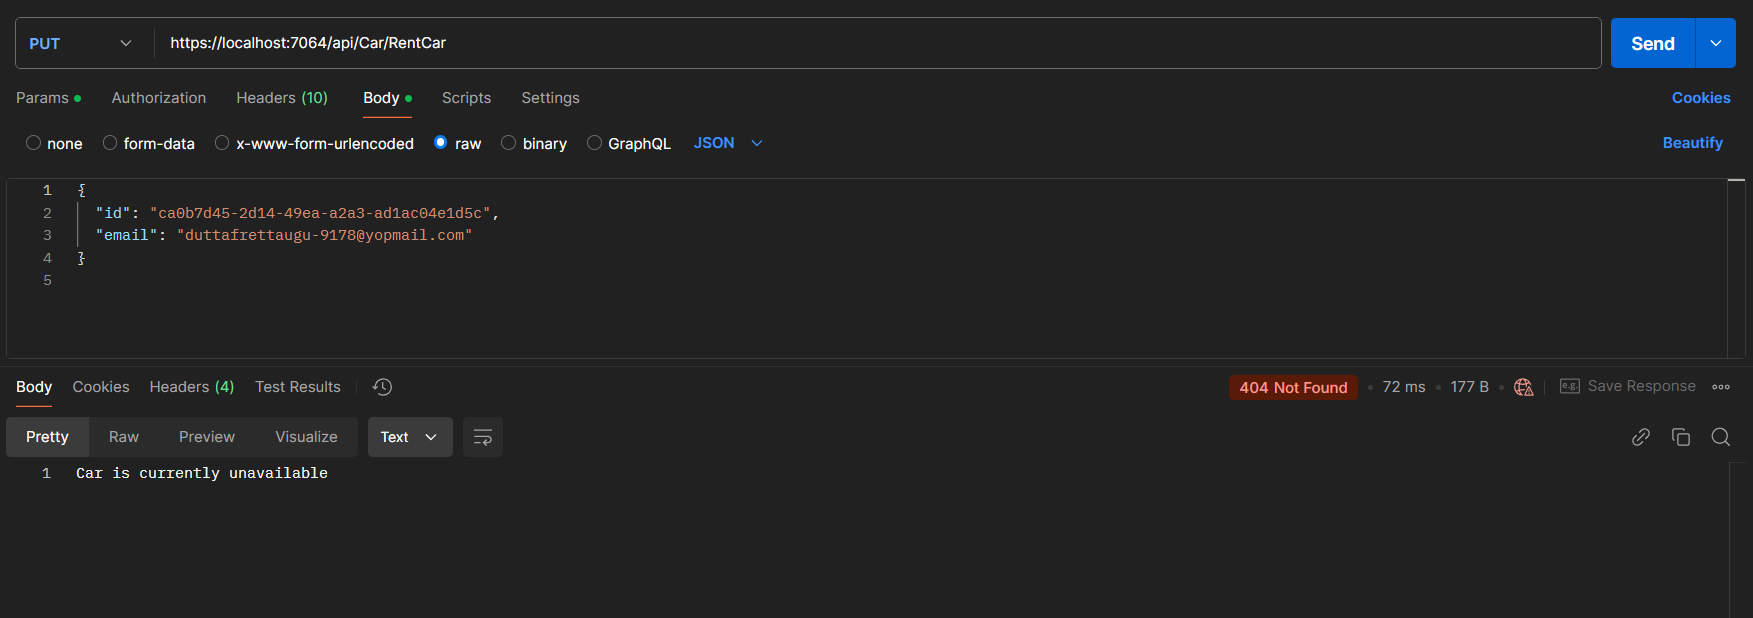 PUT https://localhost:7064/api/Car/RentCar Send
Params Authorization Headers (10) Body Scripts Settings Cookies
none form-data x-www-form-urlencoded raw binary GraphQL JSON Beautify
1 {
2 "id": "ca0b7d45-2d14-49ea-a2a3-ad1ac04e1d5c",
3 "email": "duttafrettaugu-9178@yopmail.com"
4 }
5
Body Cookies Headers (4) Test Results 404 Not Found 72 ms 177 B e.g. Save Response
Pretty Raw Preview Visualize Text
1 Car is currently unavailable